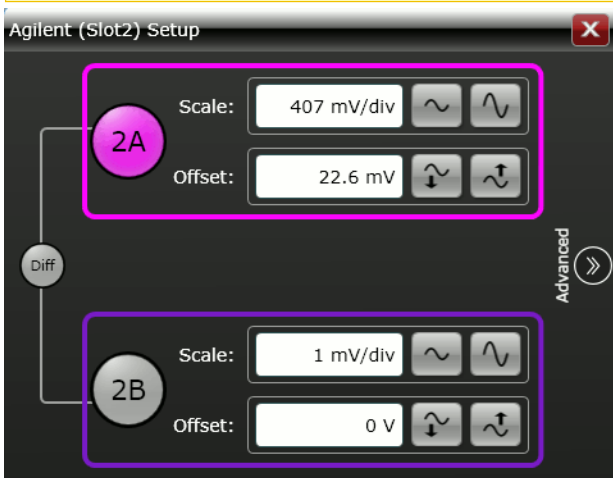 Agilent (Slot2) Setup
2A
Scale: 407 mV/div
Offset: 22.6 mV
Diff
Advanced
2B
Scale: 1 mV/div
Offset: 0 V